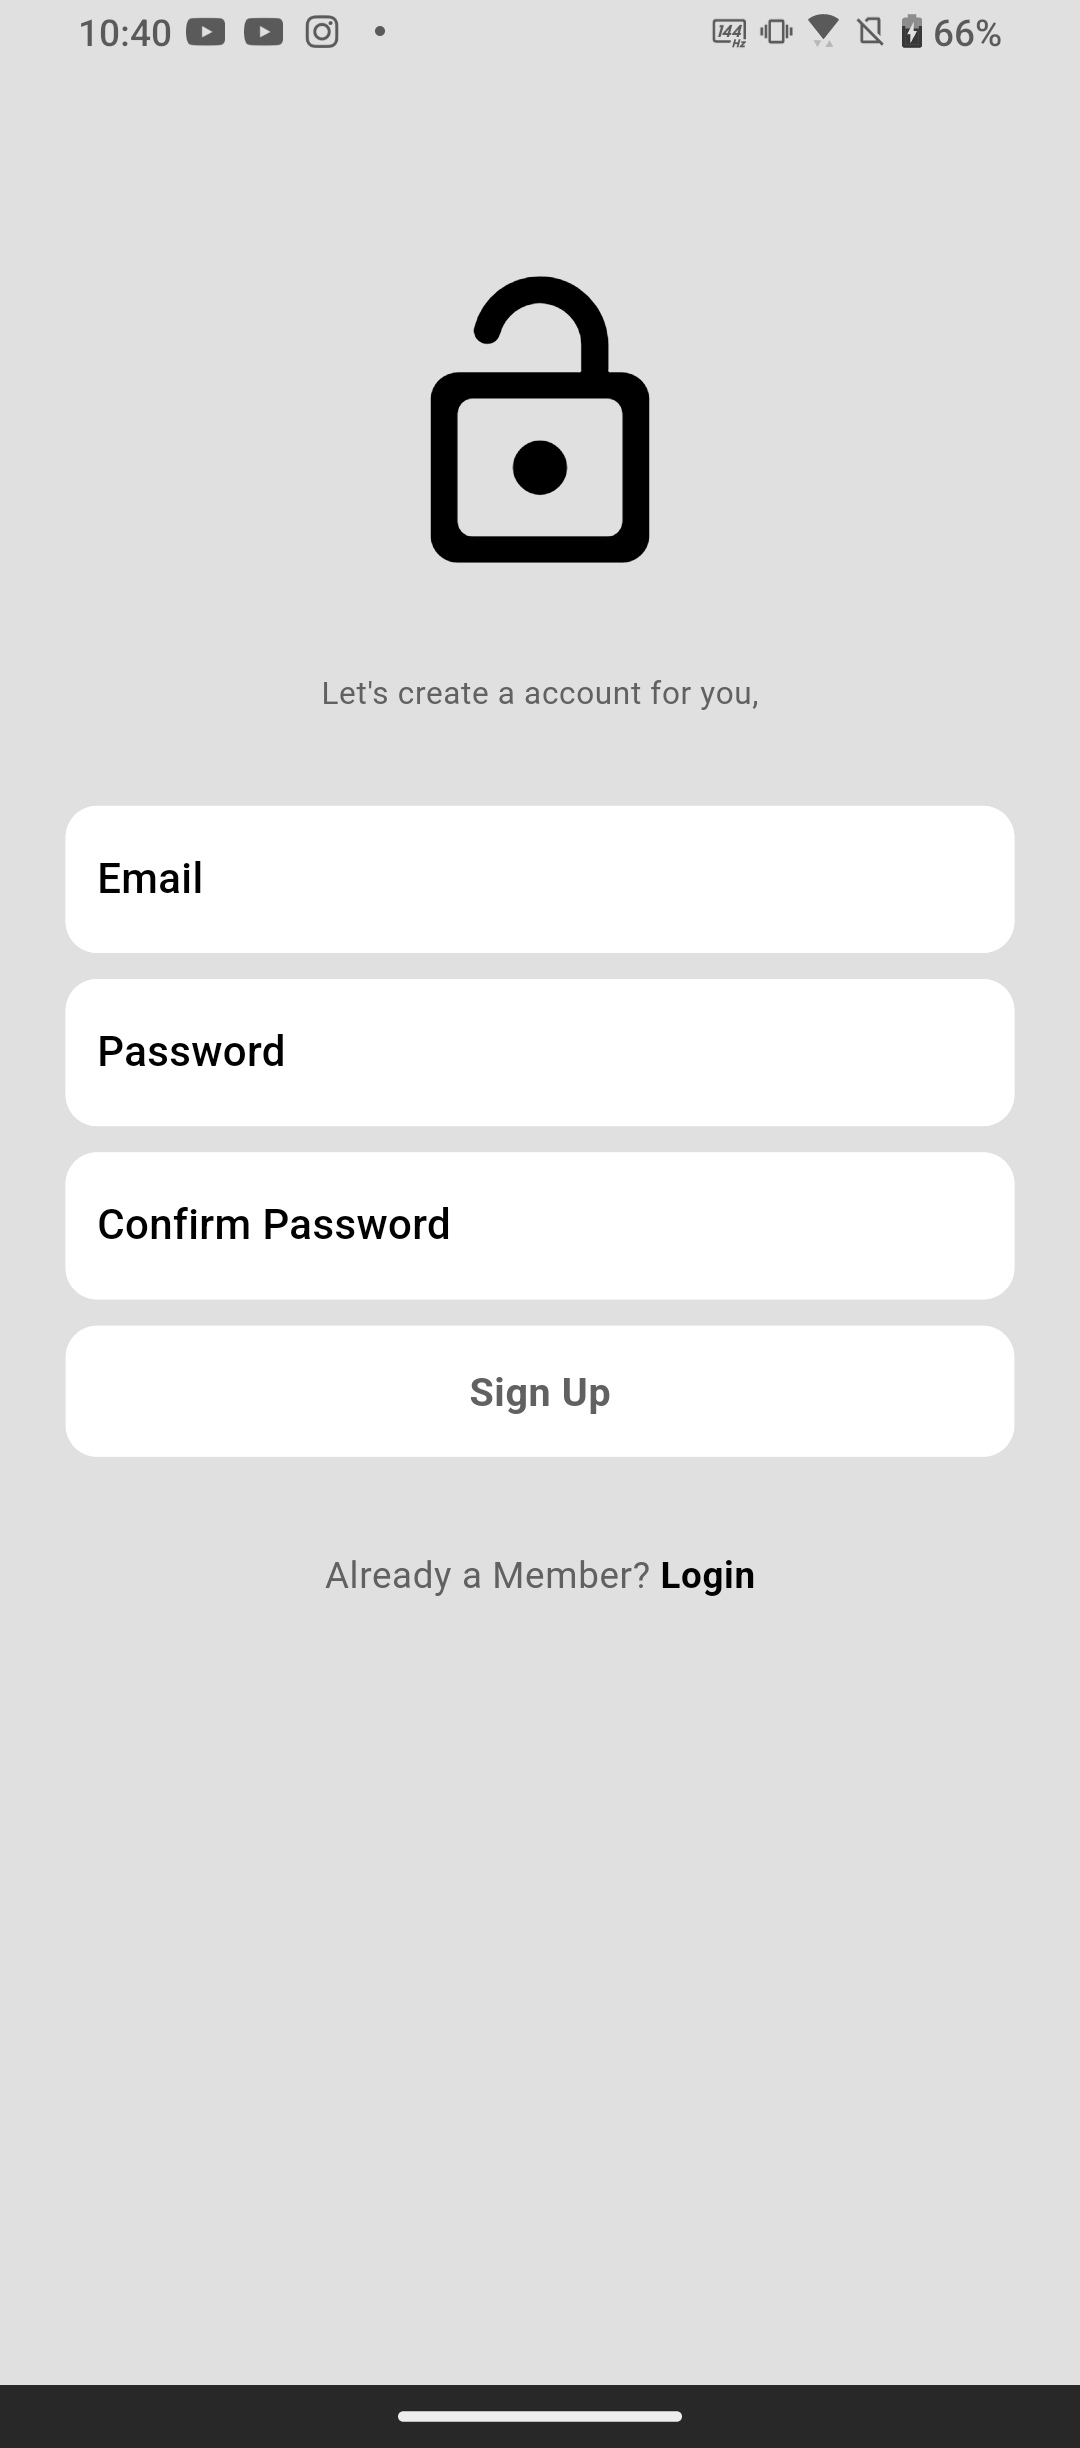 10:40 144 Hz 66%
Let's create a account for you,
Email
Password
Confirm Password
Sign Up
Already a Member? Login